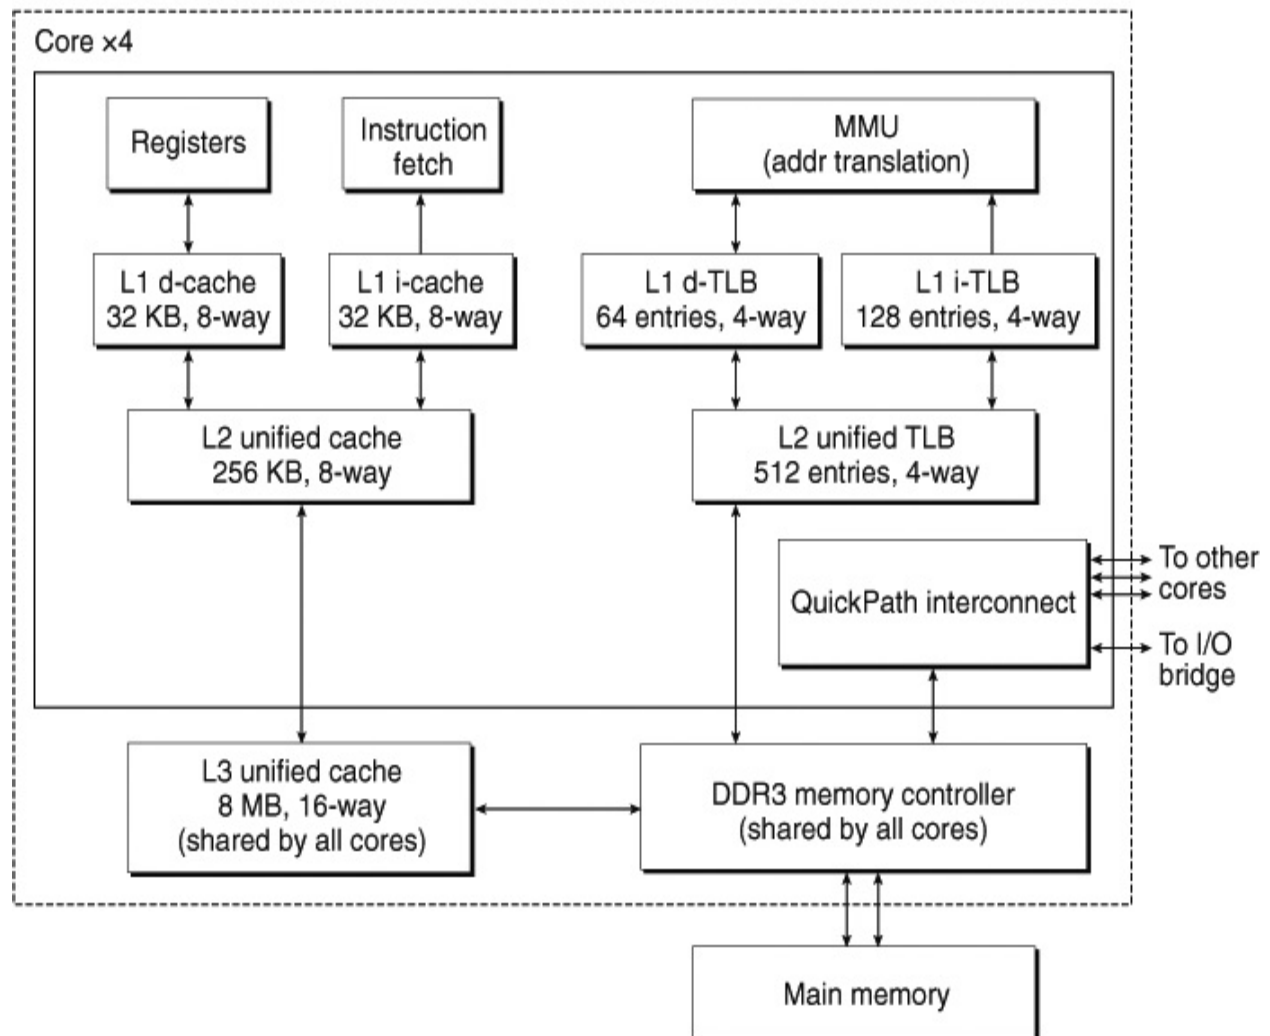 Core ×4
Registers
Instruction
fetch
MMU
(addr translation)
L1 d-cache
32 KB, 8-way
L1 i-cache
32 KB, 8-way
L1 d-TLB
64 entries, 4-way
L1 i-TLB
128 entries, 4-way
L2 unified cache
256 KB, 8-way
L2 unified TLB
512 entries, 4-way
QuickPath interconnect
To other
cores
To I/O
bridge
L3 unified cache
8 MB, 16-way
(shared by all cores)
DDR3 memory controller
(shared by all cores)
Main memory